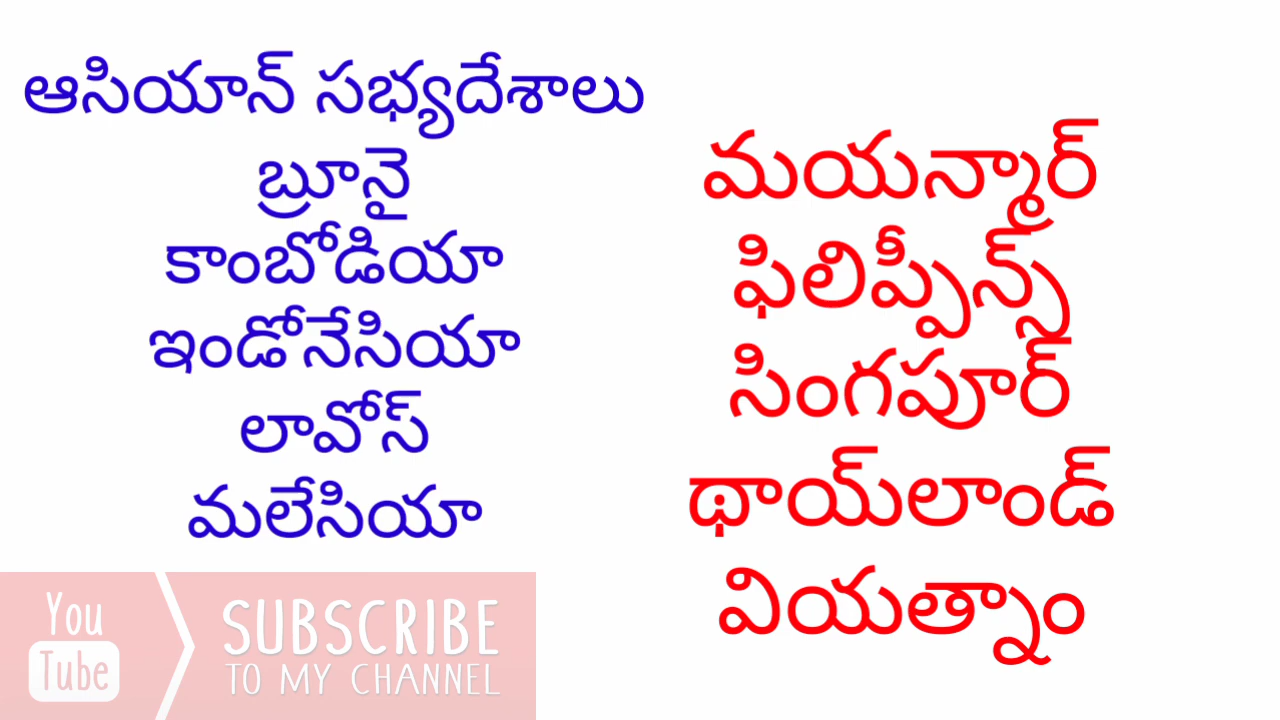 ఆసియాన్ సభ్యదేశాలు
బ్రూనై
కాంబోడియా
ఇండోనేసియా
లావోస్
మలేసియా
మయన్మార్
ఫిలిప్పీన్స్
సింగపూర్
థాయ్‌లాండ్
వియత్నాం
You
Tube
SUBSCRIBE
TO MY CHANNEL